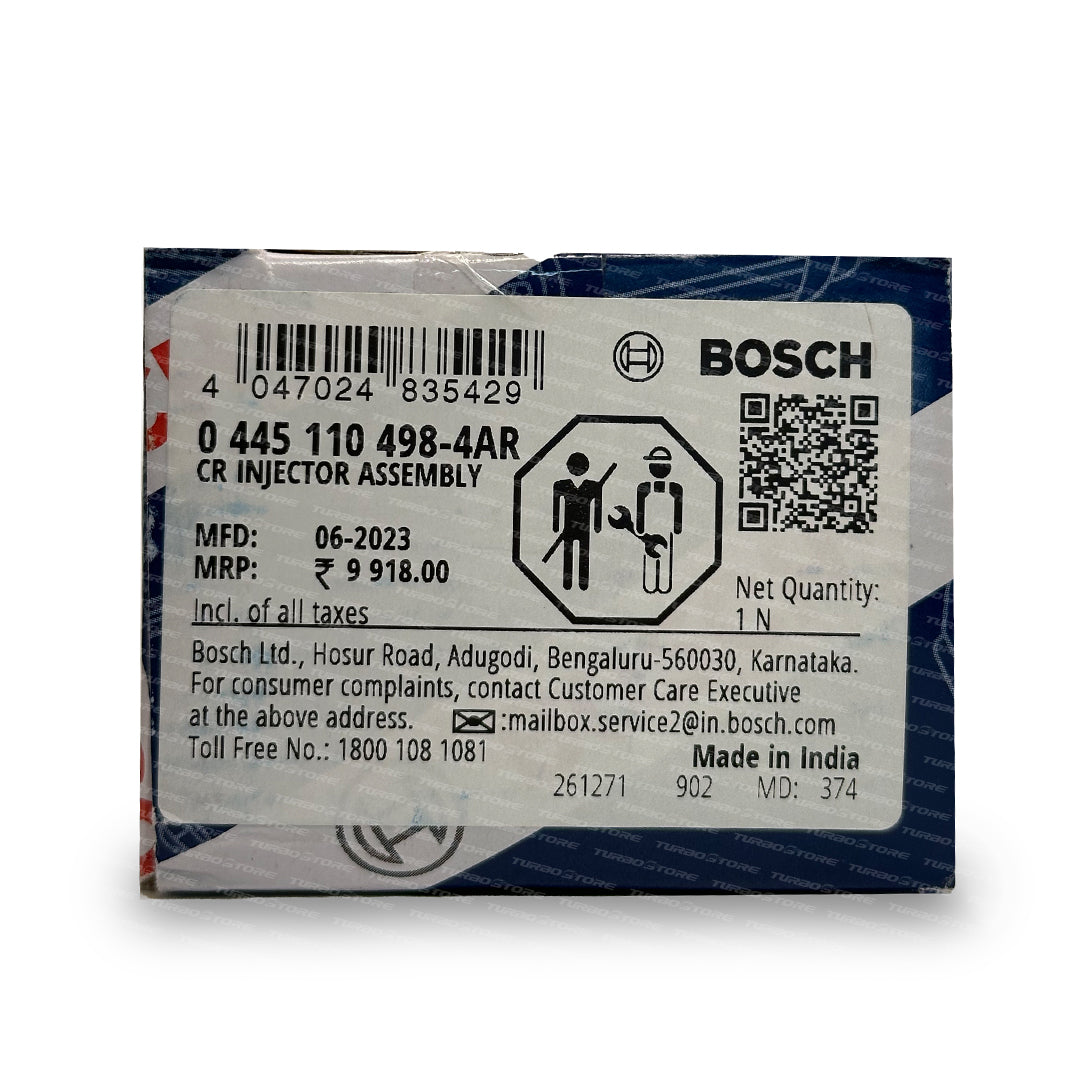 4 047024 835429
BOSCH
0 445 110 498-4AR
CR INJECTOR ASSEMBLY
MFD: 06-2023
MRP: ₹ 9 918.00
Incl. of all taxes
Net Quantity:
1 N
Bosch Ltd., Hosur Road, Adugodi, Bengaluru-560030, Karnataka.
For consumer complaints, contact Customer Care Executive
at the above address. :mailbox.service2@in.bosch.com
Toll Free No.: 1800 108 1081
Made in India
261271 902 MD: 374
TURBOSTORE